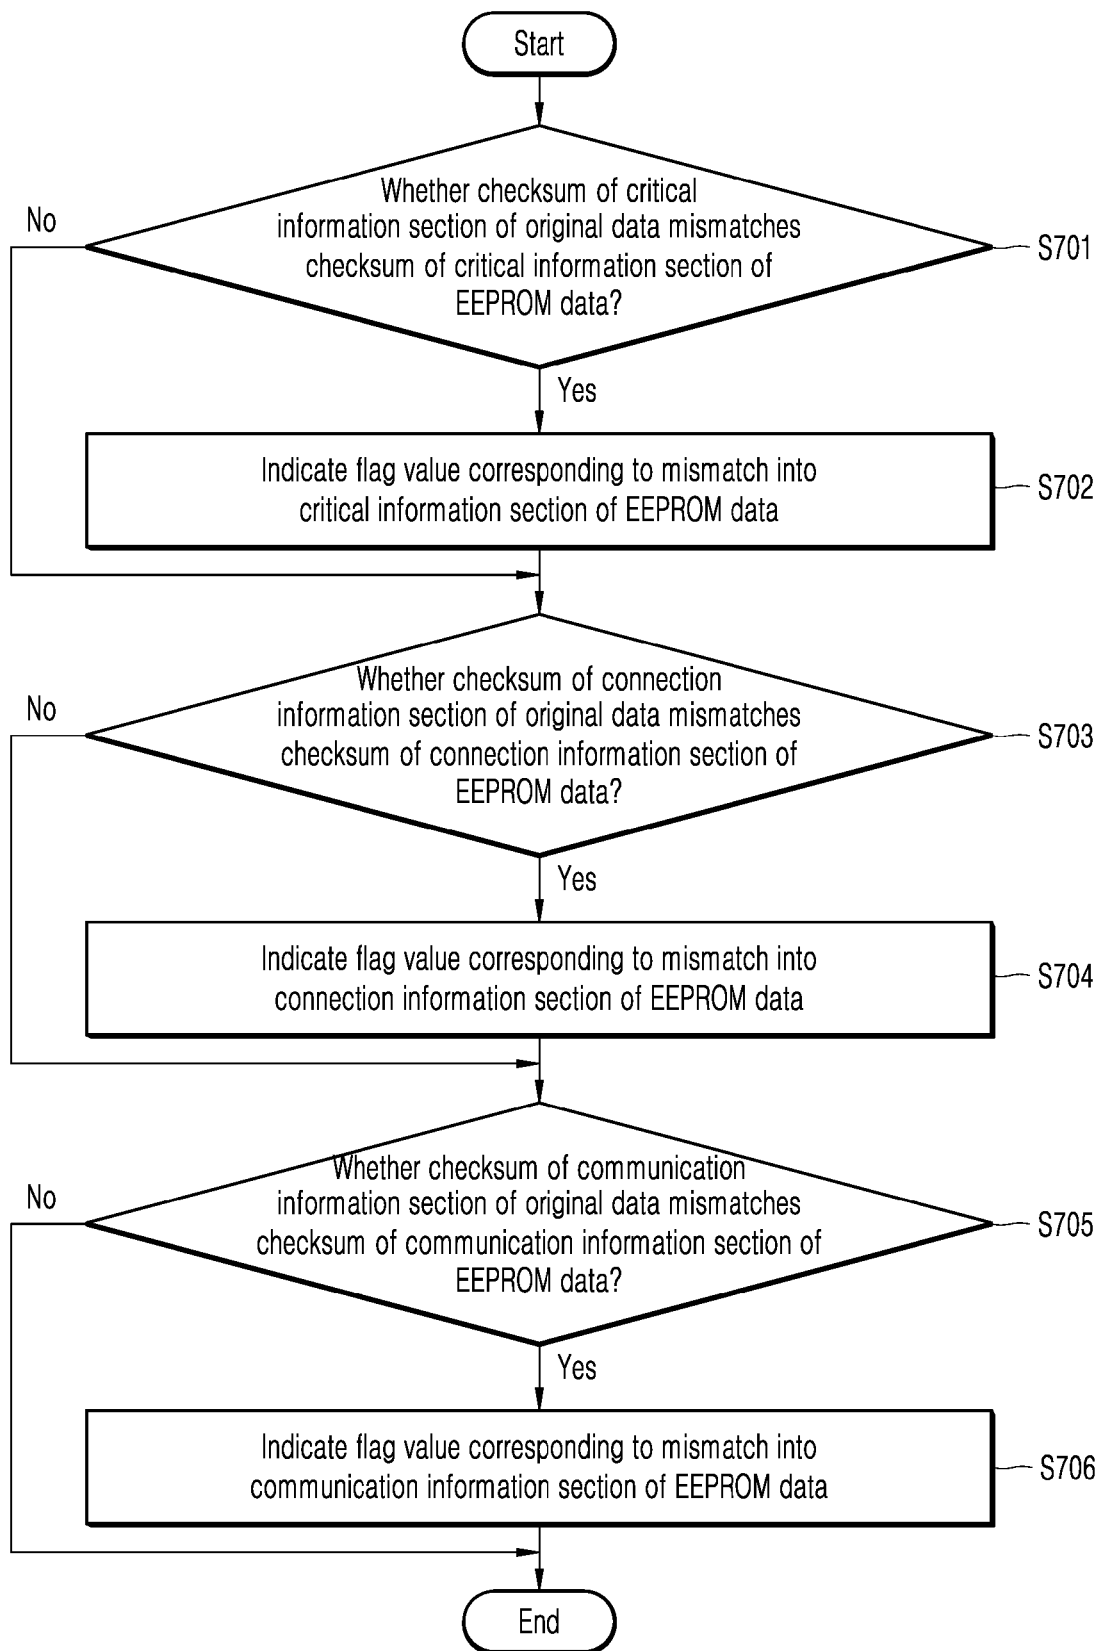 Start
Whether checksum of critical
information section of original data mismatches
checksum of critical information section of
EEPROM data?
No
S701
Yes
Indicate flag value corresponding to mismatch into
critical information section of EEPROM data
S702
Whether checksum of connection
information section of original data mismatches
checksum of connection information section of
EEPROM data?
No
S703
Yes
Indicate flag value corresponding to mismatch into
connection information section of EEPROM data
S704
Whether checksum of communication
information section of original data mismatches
checksum of communication information section of
EEPROM data?
No
S705
Yes
Indicate flag value corresponding to mismatch into
communication information section of EEPROM data
S706
End